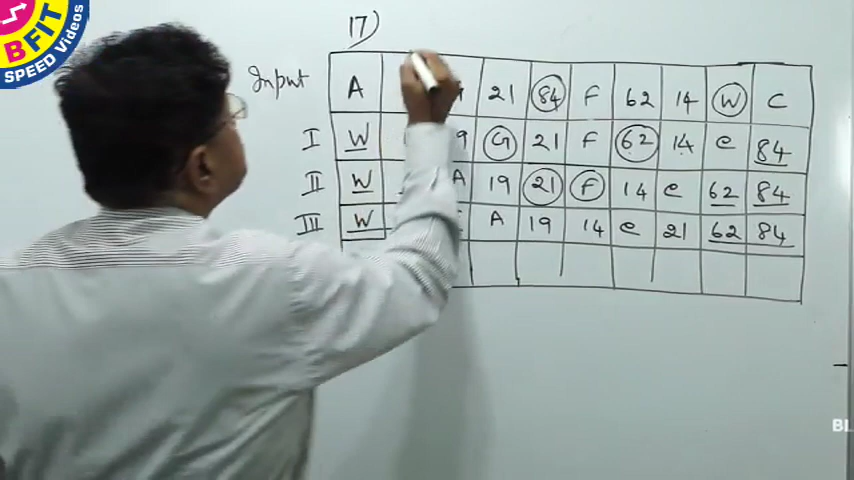 BFIT
SPEED Videos
17)
Input A 21 84 F 62 14 W C
I W 9 G 21 F 62 14 e 84
II W A 19 21 F 14 e 62 84
III W A 19 14 e 21 62 84
BL